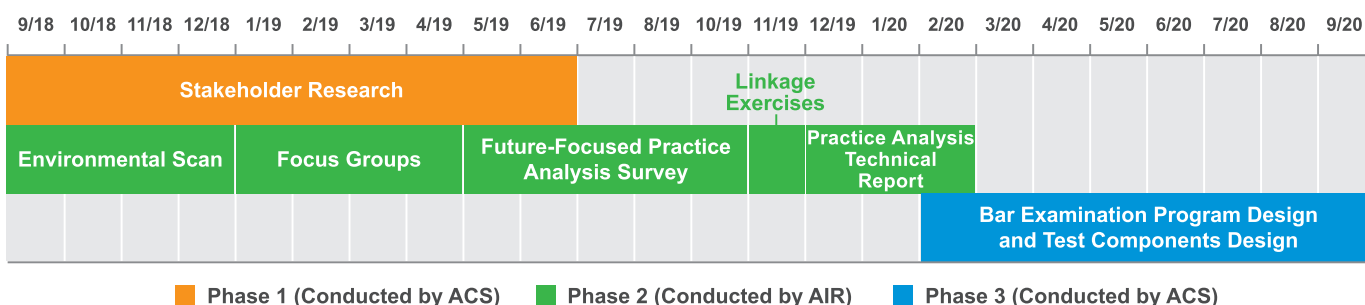 9/18 10/18 11/18 12/18 1/19 2/19 3/19 4/19 5/19 6/19 7/19 8/19 10/19 11/19 12/19 1/20 2/20 3/20 4/20 5/20 6/20 7/20 8/20 9/20
Stakeholder Research
Linkage
Exercises
Environmental Scan
Focus Groups
Future-Focused Practice
Analysis Survey
Practice Analysis
Technical
Report
Bar Examination Program Design
and Test Components Design
Phase 1 (Conducted by ACS) Phase 2 (Conducted by AIR) Phase 3 (Conducted by ACS)